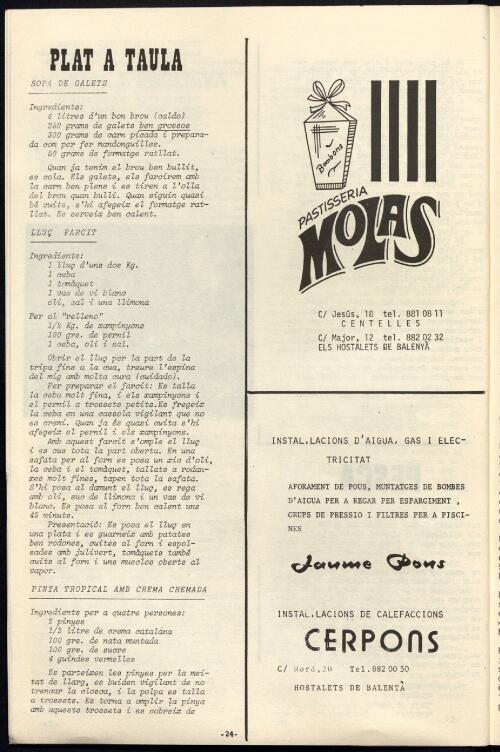 PLAT A TAULA
SOPA DE GALETS
Ingredients:
4 litres d'un bon brou (caldo)
250 grams de galets ben grossos
300 grams de carn picada i prepara-
da com per fer mandonguilles.
50 grams de formatge ratllat.
Quan ja tenim el brou ben bullit,
es cola. Els galets, els farcirem amb
la carn ben plens i es tiren a l'olla
del brou quan bulli. Quan siguin quasi
bé cuits, s'hi afegeix el formatge rat-
llat. Es serveix ben calent.
LLUÇ FARCIT
Ingredients:
1 lluç d'uns dos Kg.
1 ceba
1 tomàquet
1 vas de vi blanc
oli, sal i una llimona
Per al "relleno"
1/2 Kg. de xampinyons
100 grs. de pernil
1 ceba, oli i sal.
Obrir el lluç per la part de la
tripa fins a la cua, treure l'espina
del mig amb molta cura (cuidado).
Per preparar el farcit: Es talla
la ceba molt fina, i els xampinyons i
el pernil a trossets petits.Es fregeix
la ceba en una cassola vigilant que no
es cremi. Quan ja és quasi cuita s'hi
afegeix el pernil i els xampinyons.
Amb aquest farcit s'omple el lluç
i es cus tota la part oberta. En una
safata per al forn es posa un xic d'oli,
la ceba i el tomàquet, tallats a rodan-
xes molt fines, tapen tota la safata.
S'hi posa al damunt el lluç, es rega
amb oli, suc de llimona i un vas de vi
blanc. Es posa al forn ben calent uns
45 minuts.
Presentació: Es posa el lluç en
una plata i es guarneix amb patates
ben rodones, cuites al forn i espol-
sades amb julivert, tomàquets també
cuits al forn i uns musclos oberts al
vapor.
PINYA TROPICAL AMB CREMA CREMADA
Ingredients per a quatre persones:
2 pinyes
1/2 litre de crema catalana
100 grs. de nata muntada
100 grs. de sucre
4 guindes vermelles
Es parteixen les pinyes per la mei-
tat de llarg, es buiden vigilant de no
trencar la closca, i la polpa es talla
a trossets. Es torna a omplir la pinya
amb aquests trossets i es cobreix de
-24-
Bombons
PASTISSERIA
MOLAS
C/ Jesús, 18 tel. 881 08 11
CENTELLES
C/ Major, 12 tel. 882 02 32
ELS HOSTALETS DE BALENYÀ
INSTAL.LACIONS D'AIGUA, GAS I ELEC-
TRICITAT
AFORAMENT DE POUS, MUNTATGES DE BOMBES
D'AIGUA PER A REGAR PER ESPARGIMENT ,
GRUPS DE PRESSIO I FILTRES PER A PISCI-
NES
Jaume Pons
INSTAL.LACIONS DE CALEFACCIONS
CERPONS
C/ Nord,20 Tel.882 00 50
HOSTALETS DE BALENYÀ